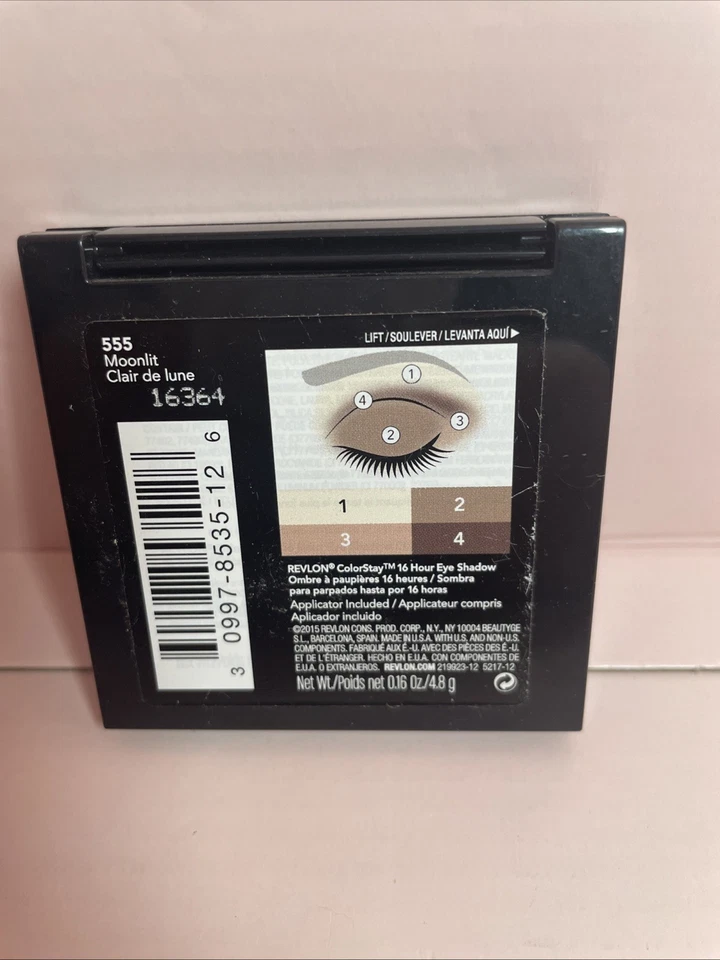 555
Moonlit
Clair de lune
16364
3 0997-8535-12 6
LIFT / SOULEVER / LEVANTA AQUÍ
1
4
3
2
1 2
3 4
REVLON® ColorStay™ 16 Hour Eye Shadow
Ombre à paupières 16 heures / Sombra
para parpados hasta por 16 horas
Applicator Included / Applicateur compris
Aplicador incluido
©2015 REVLON CONS. PROD. CORP., N.Y., NY 10004 BEAUTYGE
S.L., BARCELONA, SPAIN. MADE IN U.S.A. WITH U.S. AND NON-U.S.
COMPONENTS. FABRIQUÉ AUX É.-U. AVEC DES PIÈCES DES É.-U.
ET DE L'ÉTRANGER. HECHO EN E.U.A. CON COMPONENTES DE
E.U.A. O EXTRANJEROS. REVLON.COM 219923-12 5217-12
Net Wt./Poids net 0.16 Oz/4.8 g